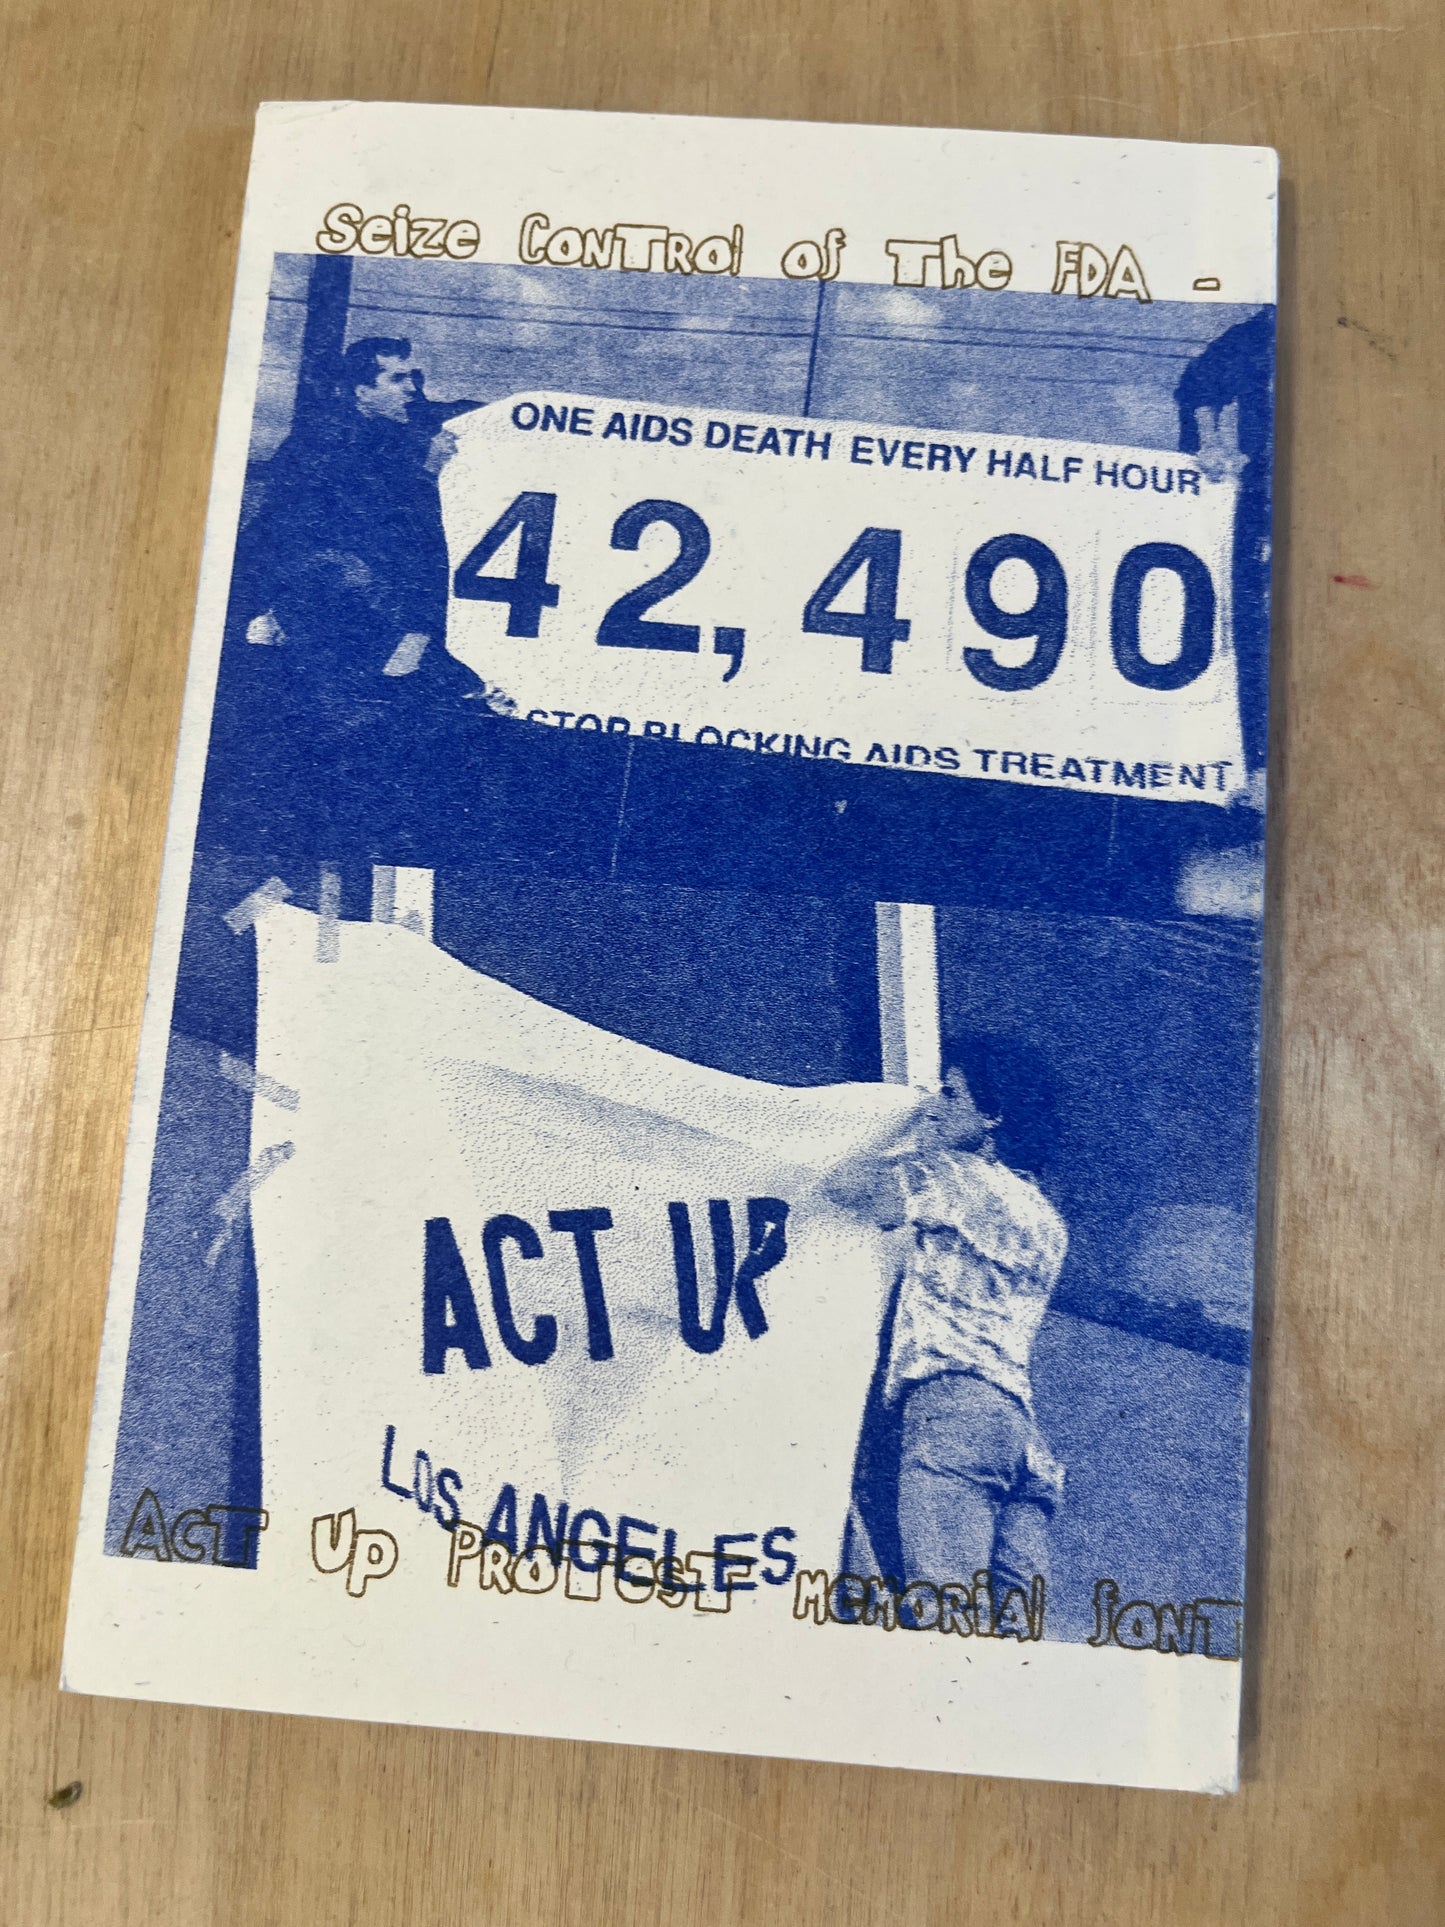 Seize Control of The FDA -
ONE AIDS DEATH EVERY HALF HOUR
42,490
STOP BLOCKING AIDS TREATMENT
ACT UP
LOS ANGELES
ACT Up PROTEST MEMORIAL fONT